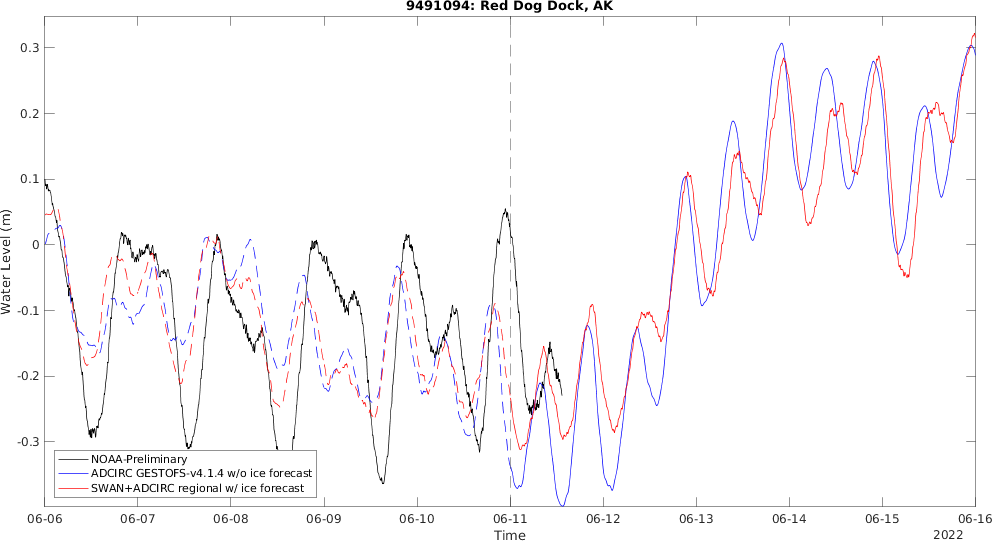 9491094: Red Dog Dock, AK
Water Level (m)
0.3
0.2
0.1
0
-0.1
-0.2
-0.3
NOAA-Preliminary
ADCIRC GESTOFS-v4.1.4 w/o ice forecast
SWAN+ADCIRC regional w/ ice forecast
06-06 06-07 06-08 06-09 06-10 06-11 06-12 06-13 06-14 06-15 06-16
Time
2022